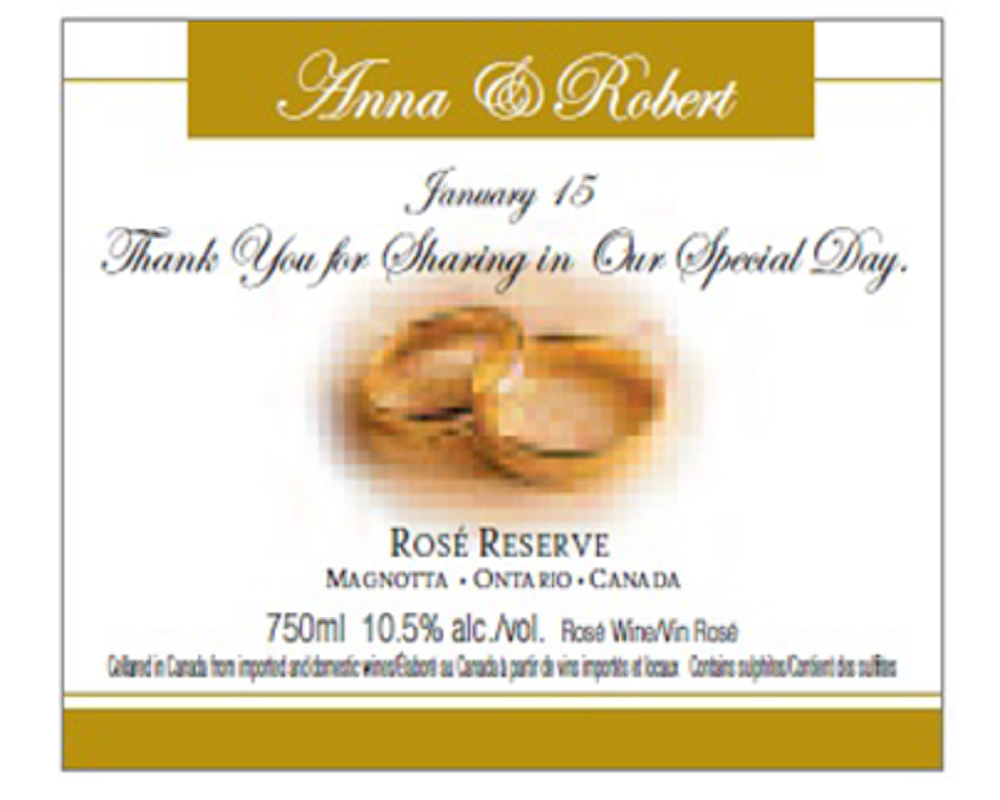 Anna & Robert
January 15
Thank You for Sharing in Our Special Day.
ROSÉ RESERVE
MAGNOTTA • ONTARIO • CANADA
750ml 10.5% alc./vol. Rosé Wine/Vin Rosé
Cellared in Canada from imported and domestic wines/Élaboré au Canada à partir de vins importés et locaux Contains sulphites/Contient des sulfites